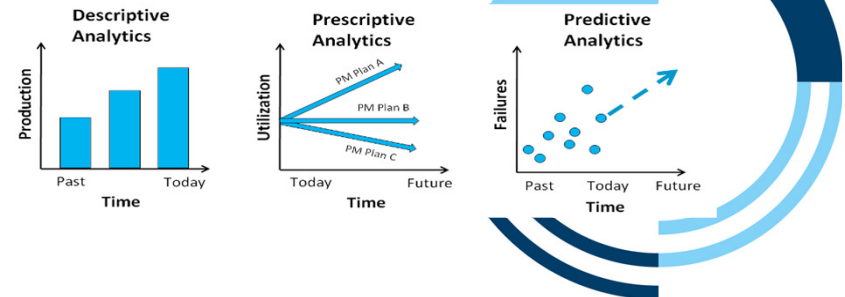 Descriptive
Analytics
Production
Past
Today
Time
Prescriptive
Analytics
Utilization
PM Plan A
PM Plan B
PM Plan C
Today
Future
Time
Predictive
Analytics
Failures
Past
Today
Future
Time